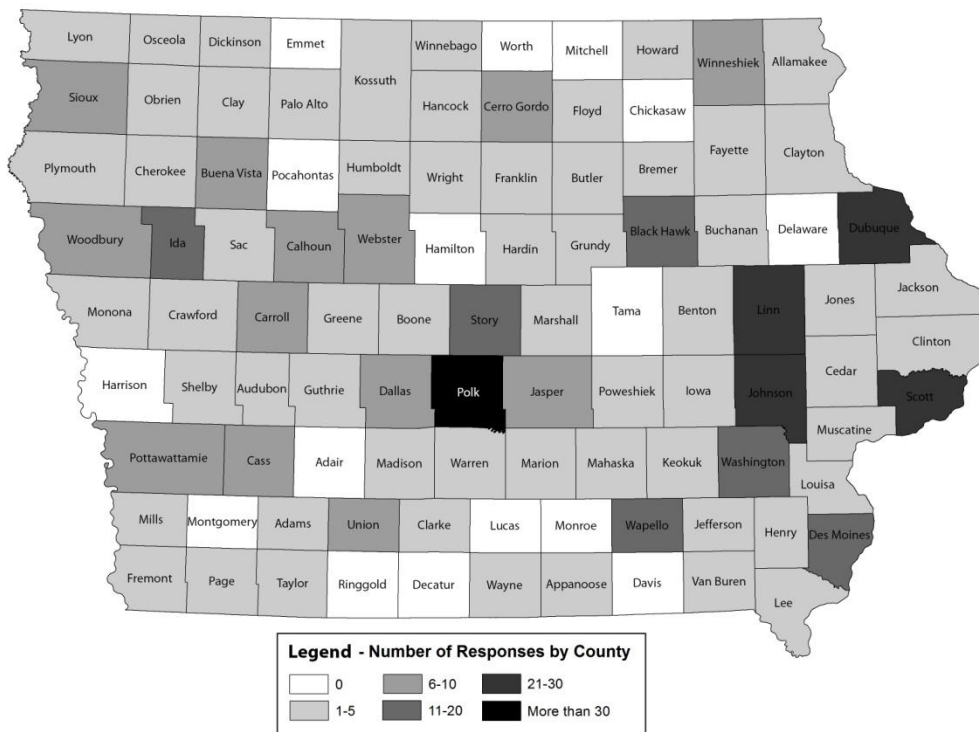 Lyon Osceola Dickinson Emmet Kossuth Winnebago Worth Mitchell Howard Winneshiek Allamakee
Sioux Obrien Clay Palo Alto Hancock Cerro Gordo Floyd Chickasaw
Plymouth Cherokee Buena Vista Pocahontas Humboldt Wright Franklin Butler Bremer Fayette Clayton
Woodbury Ida Sac Calhoun Webster Hamilton Hardin Grundy Black Hawk Buchanan Delaware Dubuque
Monona Crawford Carroll Greene Boone Story Marshall Tama Benton Linn Jones Jackson
Clinton
Harrison Shelby Audubon Guthrie Dallas Polk Jasper Poweshiek Iowa Johnson Cedar Scott
Muscatine
Pottawattamie Cass Adair Madison Warren Marion Mahaska Keokuk Washington Louisa
Mills Montgomery Adams Union Clarke Lucas Monroe Wapello Jefferson Henry Des Moines
Fremont Page Taylor Ringgold Decatur Wayne Appanoose Davis Van Buren Lee
Legend - Number of Responses by County
0 6-10 21-30
1-5 11-20 More than 30